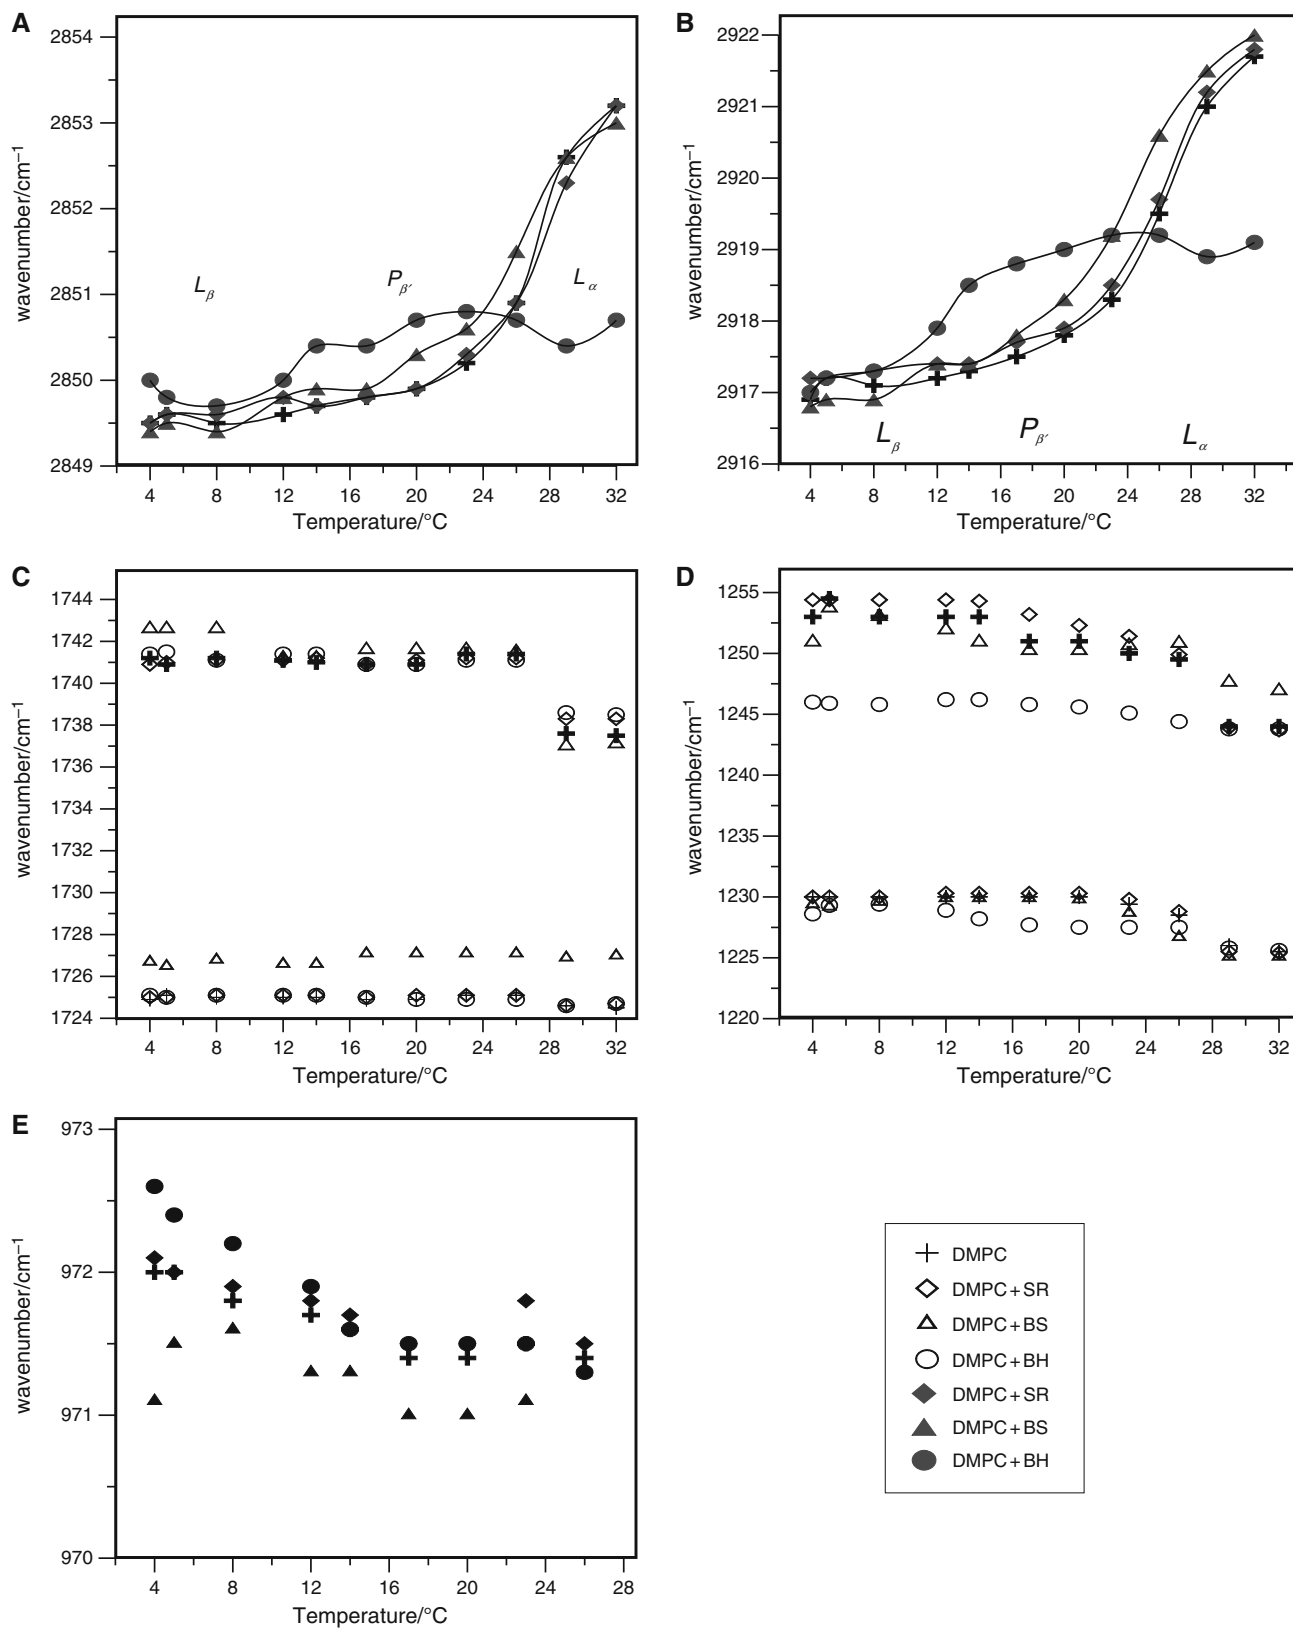 A
2854
2853
2852
2851
2850
2849
wavenumber/cm⁻¹
Lβ
Pβ′
Lα
4 8 12 16 20 24 28 32
Temperature/°C
B
2922
2921
2920
2919
2918
2917
2916
wavenumber/cm⁻¹
Lβ
Pβ′
Lα
4 8 12 16 20 24 28 32
Temperature/°C
C
1744
1742
1740
1738
1736
1734
1732
1730
1728
1726
1724
wavenumber/cm⁻¹
4 8 12 16 20 24 28 32
Temperature/°C
D
1255
1250
1245
1240
1235
1230
1225
1220
wavenumber/cm⁻¹
4 8 12 16 20 24 28 32
Temperature/°C
E
973
972
971
970
wavenumber/cm⁻¹
4 8 12 16 20 24 28
Temperature/°C
DMPC
DMPC+SR
DMPC+BS
DMPC+BH
DMPC+SR
DMPC+BS
DMPC+BH